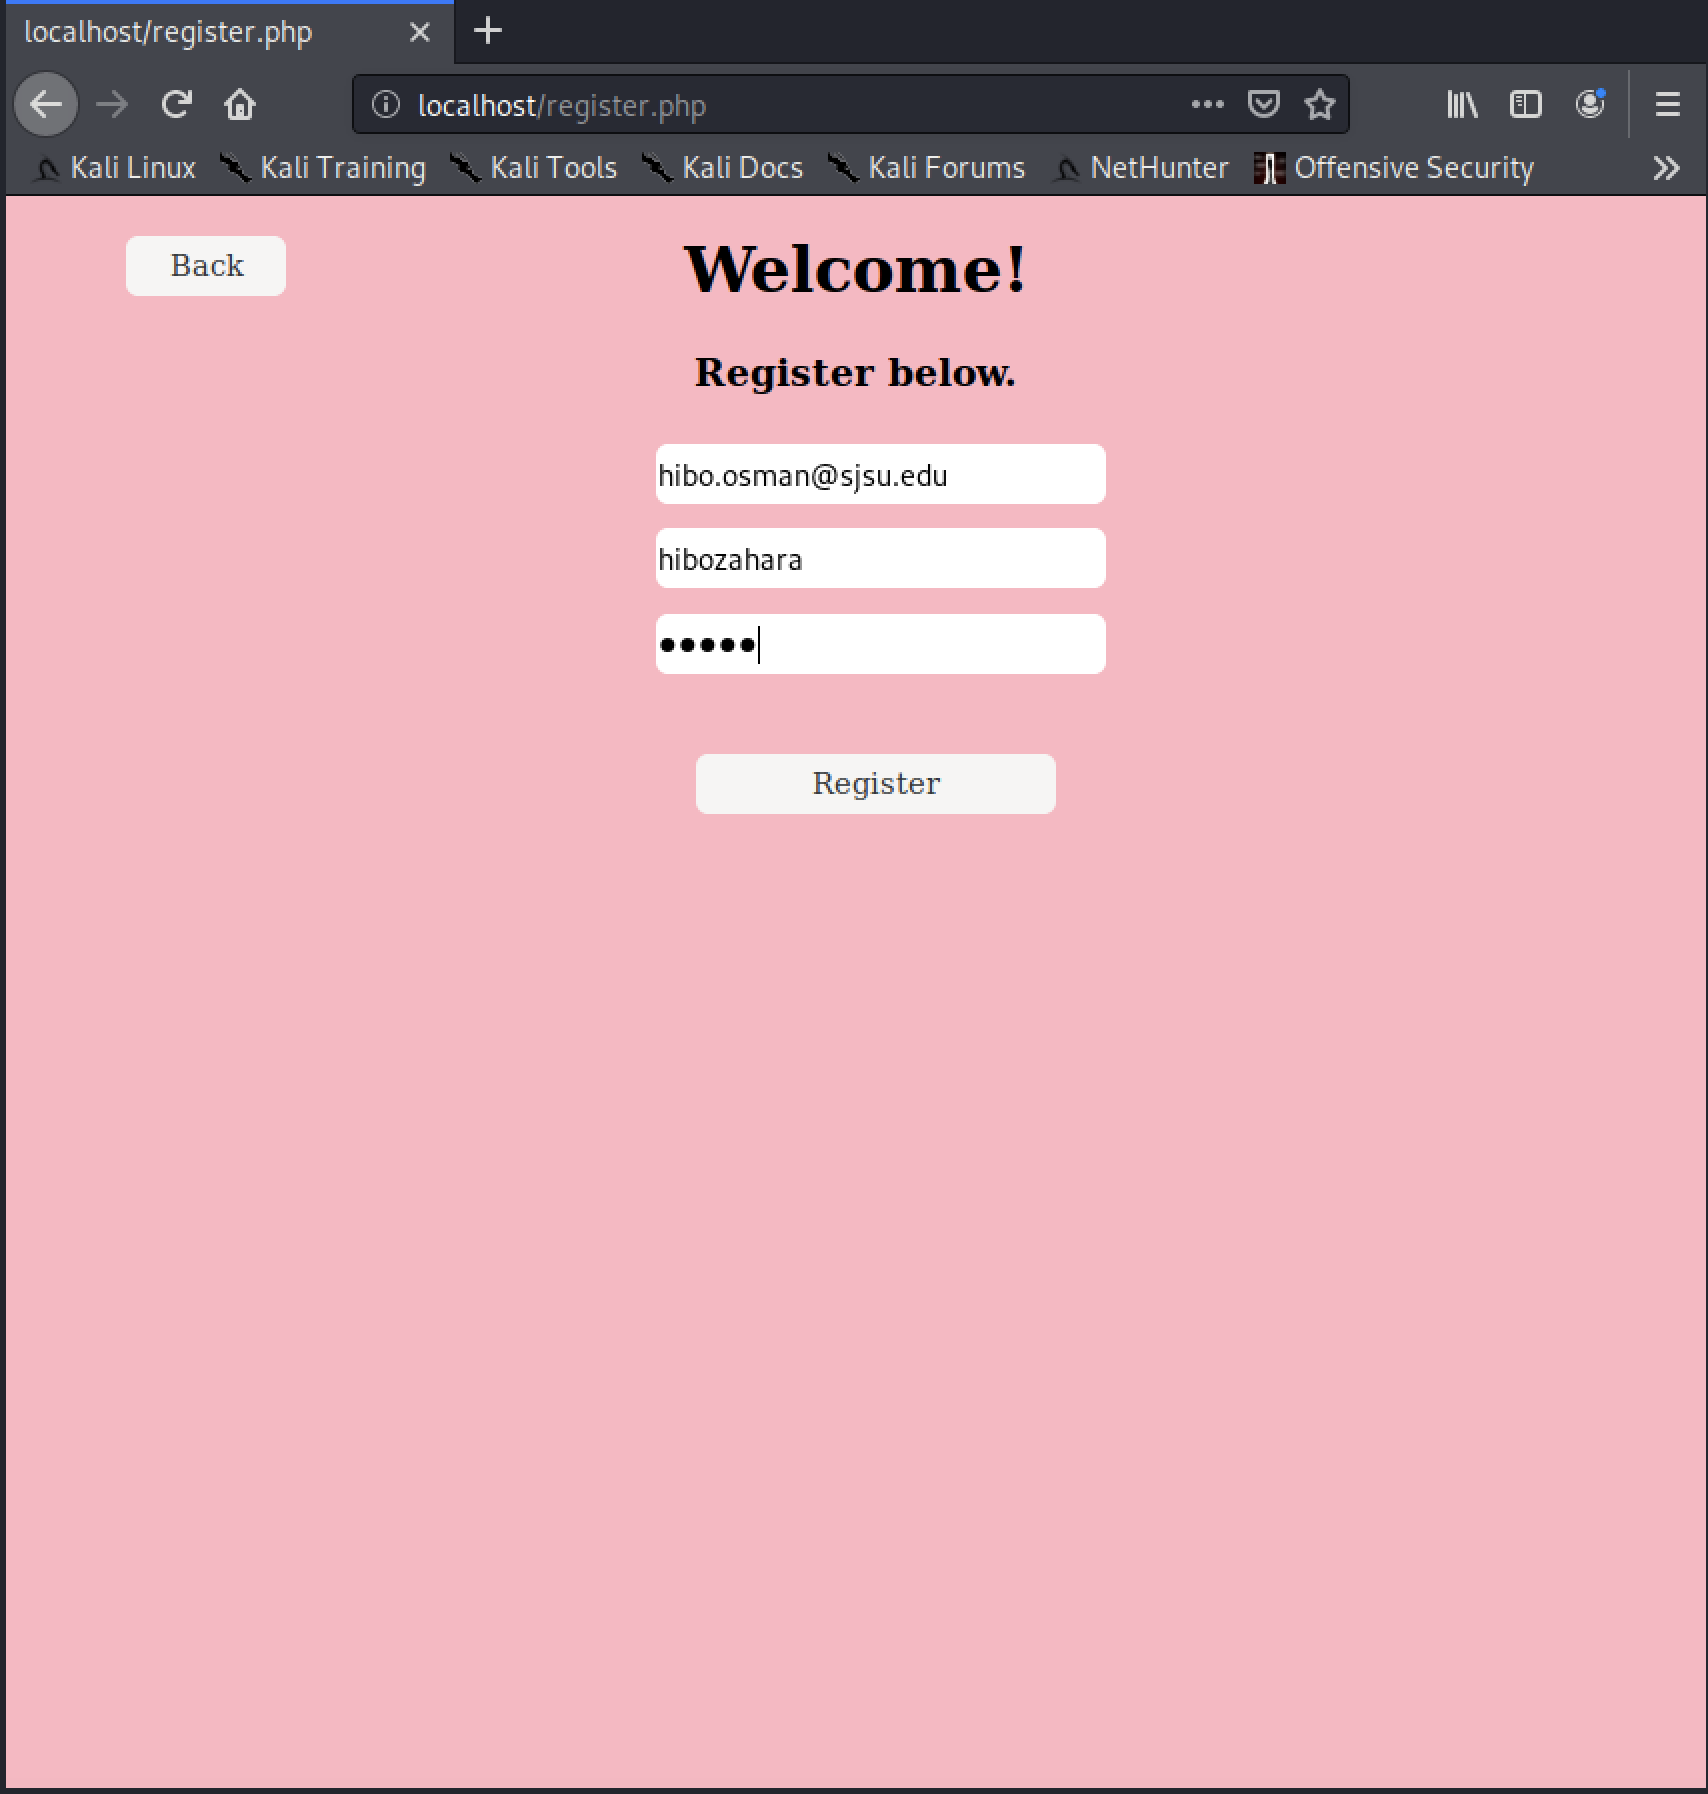 localhost/register.php
localhost/register.php
Kali Linux Kali Training Kali Tools Kali Docs Kali Forums NetHunter Offensive Security
Back
Welcome!
Register below.
hibo.osman@sjsu.edu
hibozahara
•••••
Register